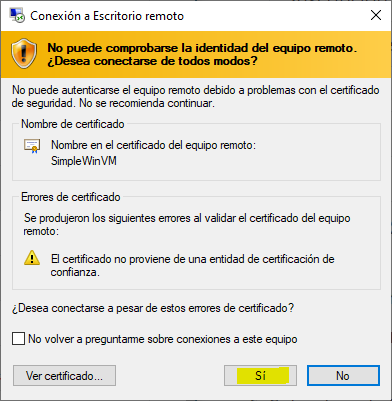 Conexión a Escritorio remoto
No puede comprobarse la identidad del equipo remoto.
¿Desea conectarse de todos modos?
No puede autenticarse el equipo remoto debido a problemas con el certificado
de seguridad. No se recomienda continuar.
Nombre de certificado
Nombre en el certificado del equipo remoto:
SimpleWinVM
Errores de certificado
Se produjeron los siguientes errores al validar el certificado del equipo
remoto:
El certificado no proviene de una entidad de certificación de
confianza.
¿Desea conectarse a pesar de estos errores de certificado?
No volver a preguntarme sobre conexiones a este equipo
Ver certificado...
Sí
No